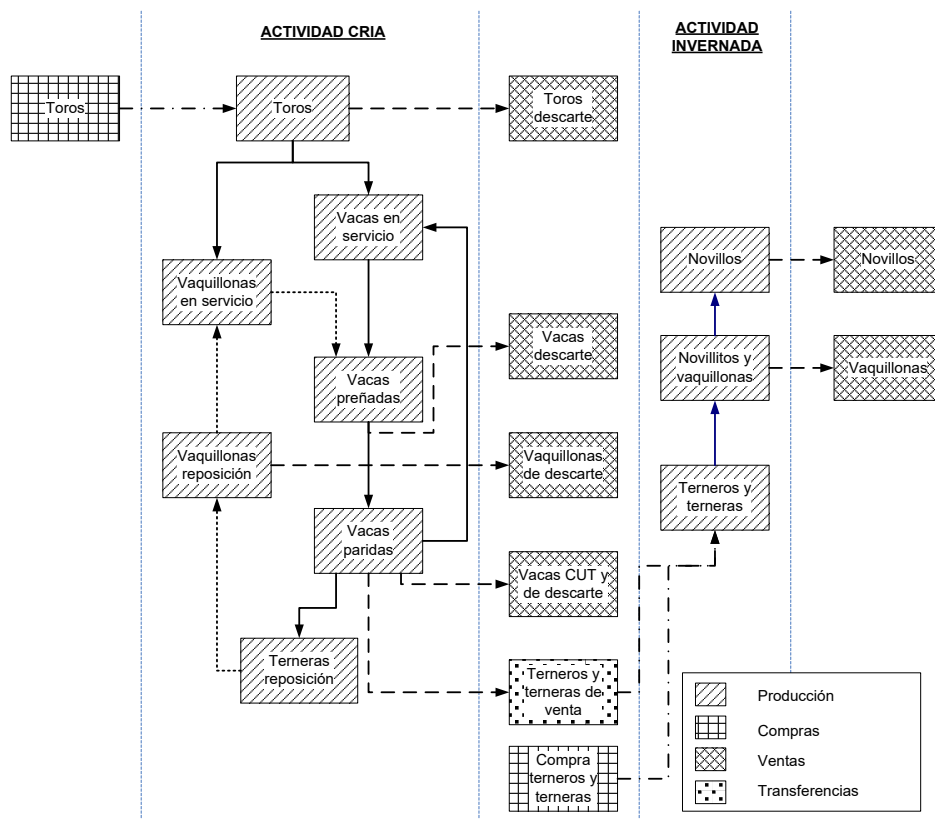 ACTIVIDAD CRIA
ACTIVIDAD
INVERNADA
Toros
Toros
Toros
descarte
Vacas en
servicio
Vaquillonas
en servicio
Novillos
Novillos
Vacas
descarte
Vacas
preñadas
Novillitos y
vaquillonas
Vaquillonas
Vaquillonas
reposición
Vaquillonas
de descarte
Terneros y
terneras
Vacas
paridas
Vacas CUT y
de descarte
Terneras
reposición
Terneros y
terneras de
venta
Compra
terneros y
terneras
Producción
Compras
Ventas
Transferencias